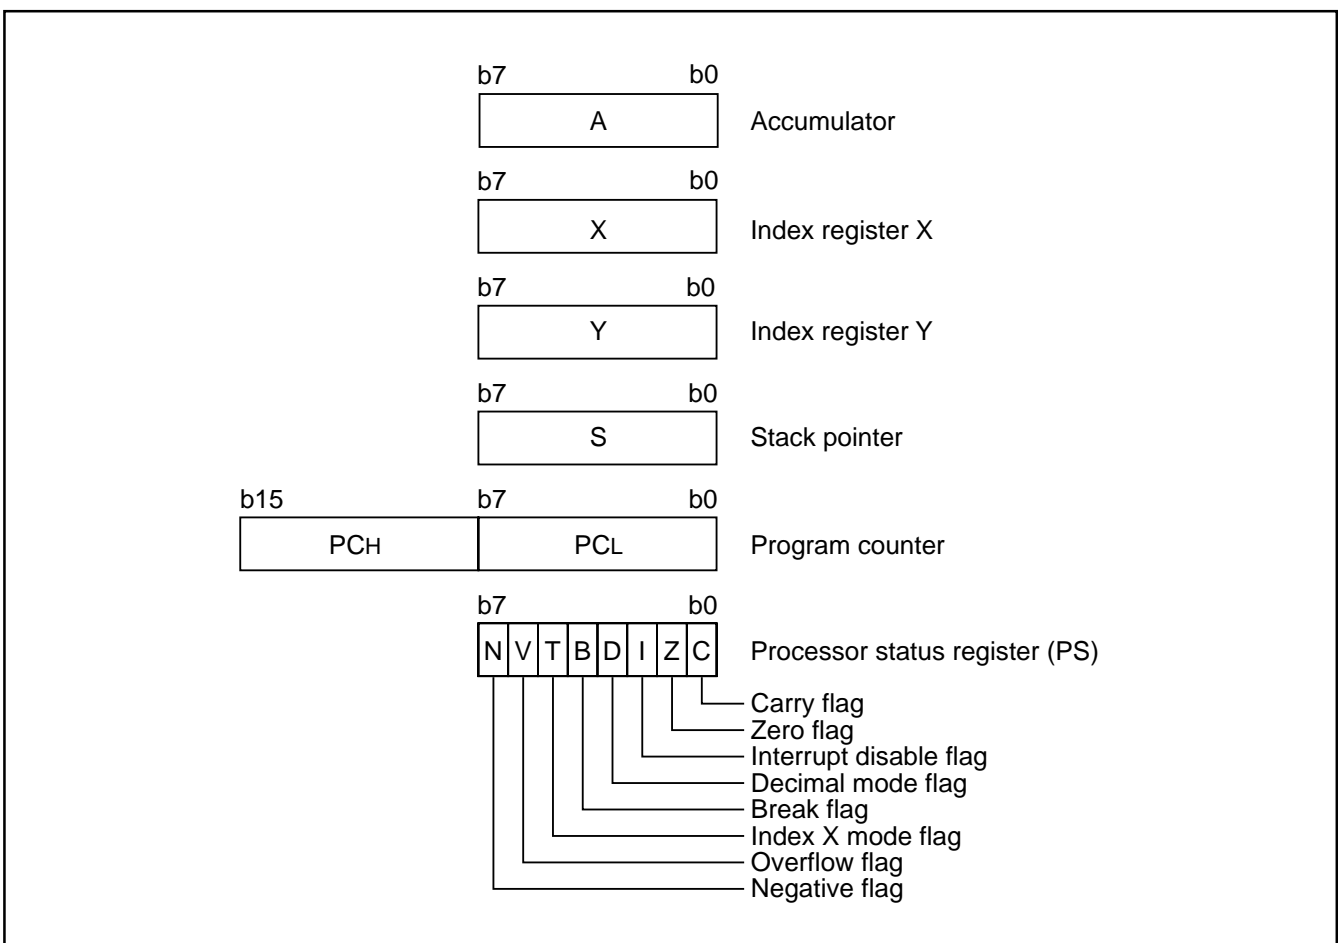 b7 b0
A Accumulator
b7 b0
X Index register X
b7 b0
Y Index register Y
b7 b0
S Stack pointer
b15 b7 b0
PCH PCL Program counter
b7 b0
N V T B D I Z C Processor status register (PS)
Carry flag
Zero flag
Interrupt disable flag
Decimal mode flag
Break flag
Index X mode flag
Overflow flag
Negative flag